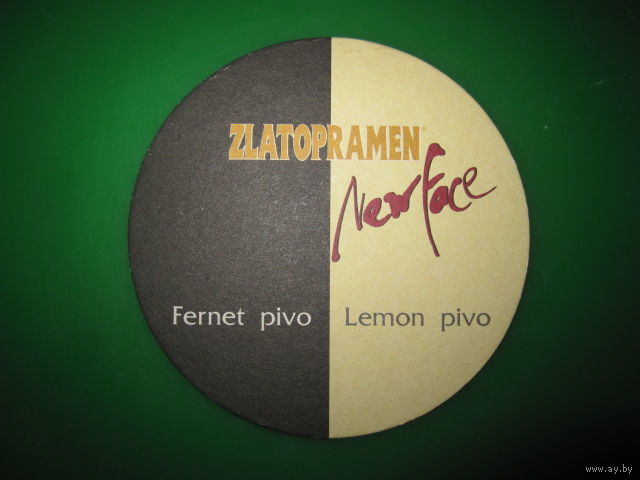 ZLATOPRAMEN®
New Face
Fernet pivo Lemon pivo
www.ay.by